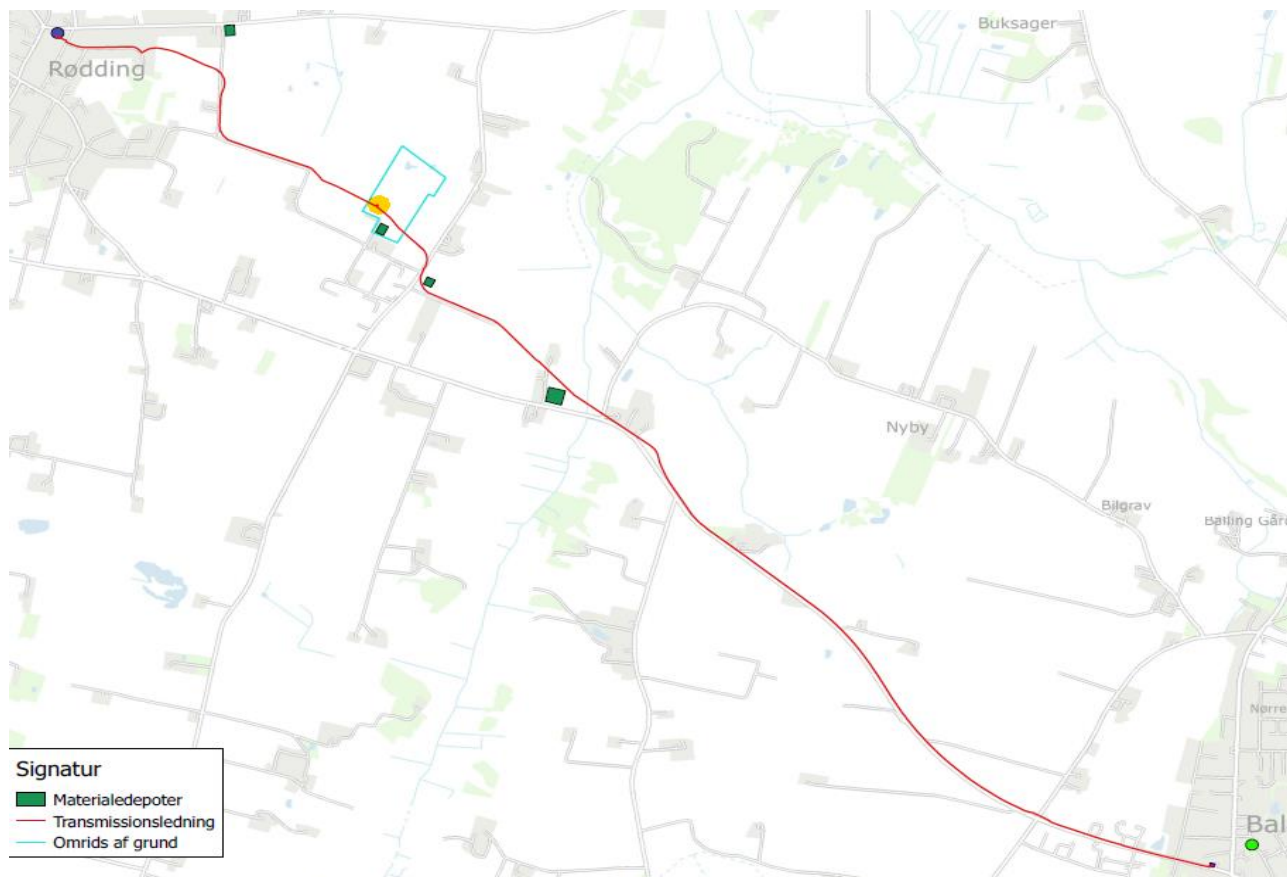 Buksager
Rødding
Nyby
Bilgrav
Balling Går
Nørre
Bal
Signatur
Materialedepoter
Transmissionsledning
Omrids af grund